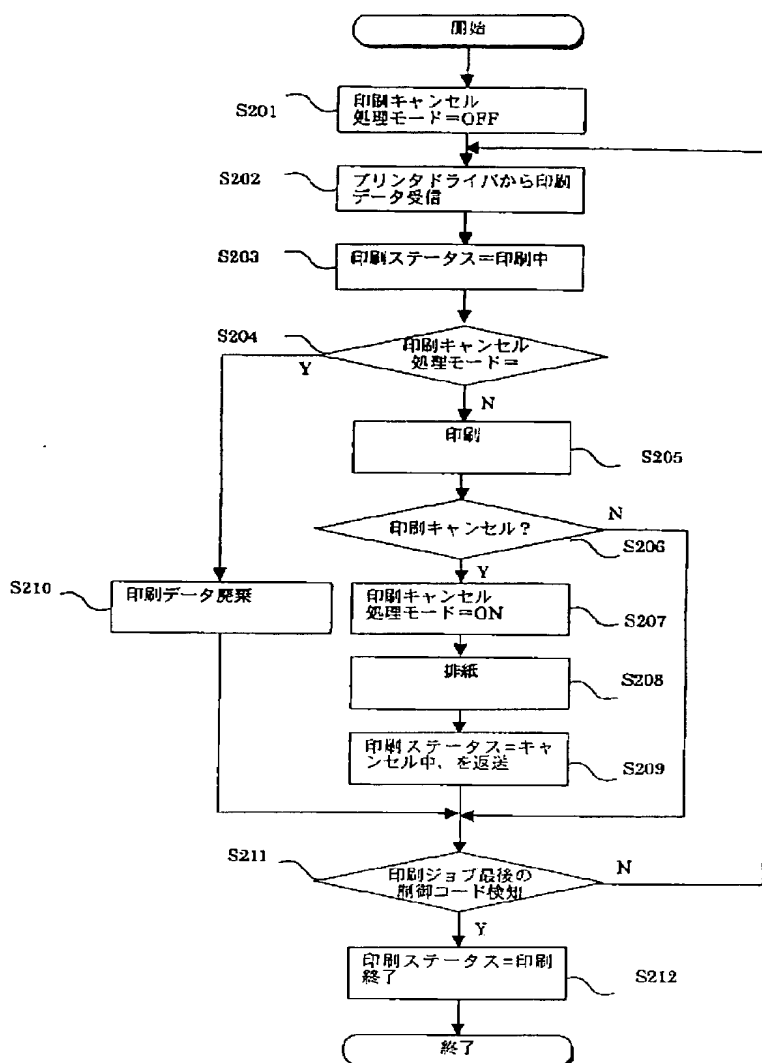 開始
S201
印刷キャンセル
処理モード=OFF
S202
プリンタドライバから印刷
データ受信
S203
印刷ステータス=印刷中
S204
印刷キャンセル
処理モード=
Y
N
印刷
S205
印刷キャンセル?
N
S206
Y
S210
印刷データ廃棄
印刷キャンセル
処理モード=ON
S207
排紙
S208
印刷ステータス=キャ
ンセル中、を返送
S209
S211
印刷ジョブ最後の
制御コード検知
N
Y
印刷ステータス=印刷
終了
S212
終了